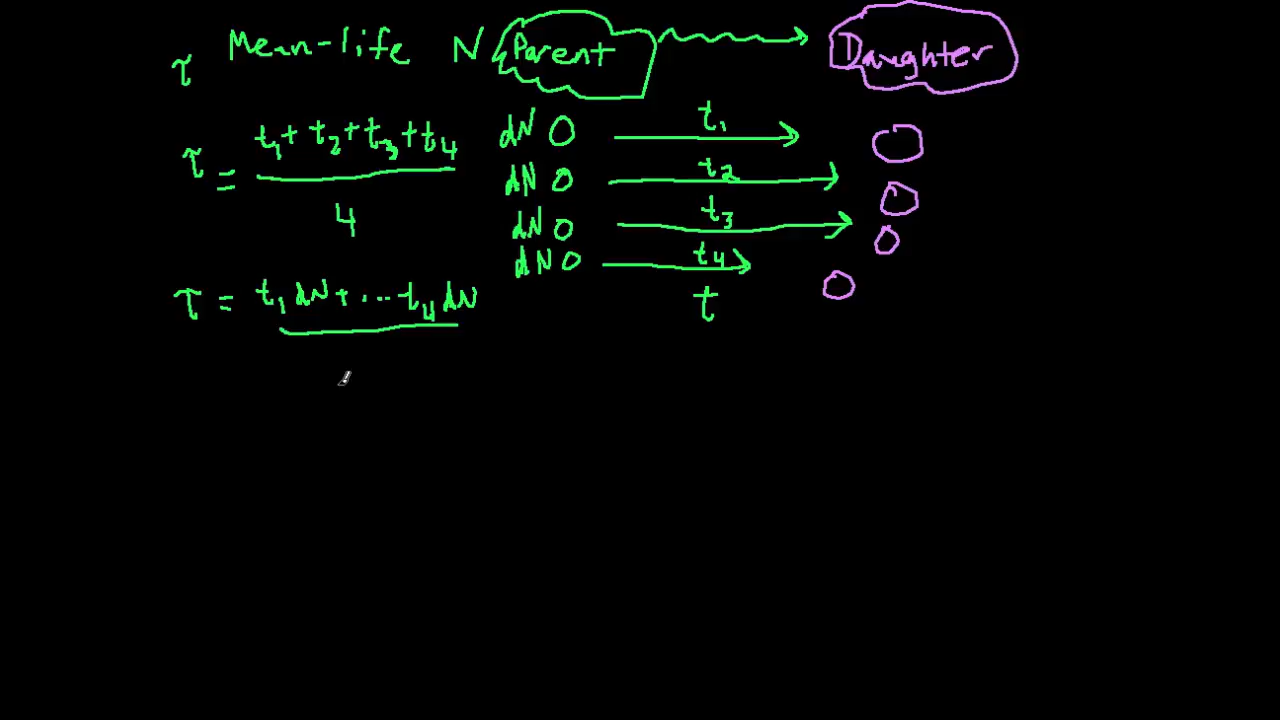 τ Mean-life N Parent Daughter
τ = t₁ + t₂ + t₃ + t₄ / 4
dN t₁
dN t₂
dN t₃
dN t₄
t
τ = t₁ dN + ... t₄ dN